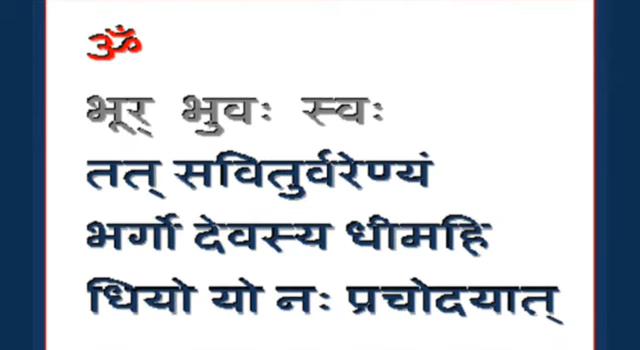 ॐ
भूर् भुवः स्वः
तत् सवितुर्वरेण्यं
भर्गो देवस्य धीमहि
धियो यो नः प्रचोदयात्